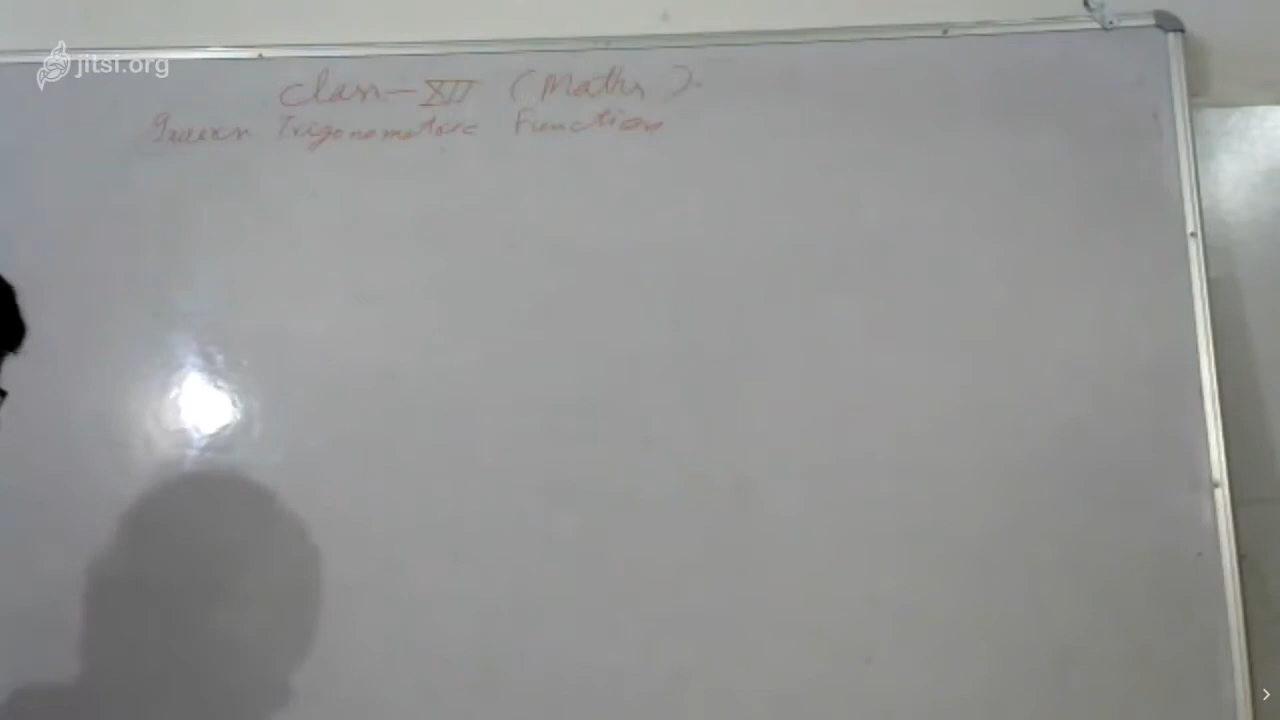 jitsi.org
Class - XII (Maths).
Inverse Trigonometric Function